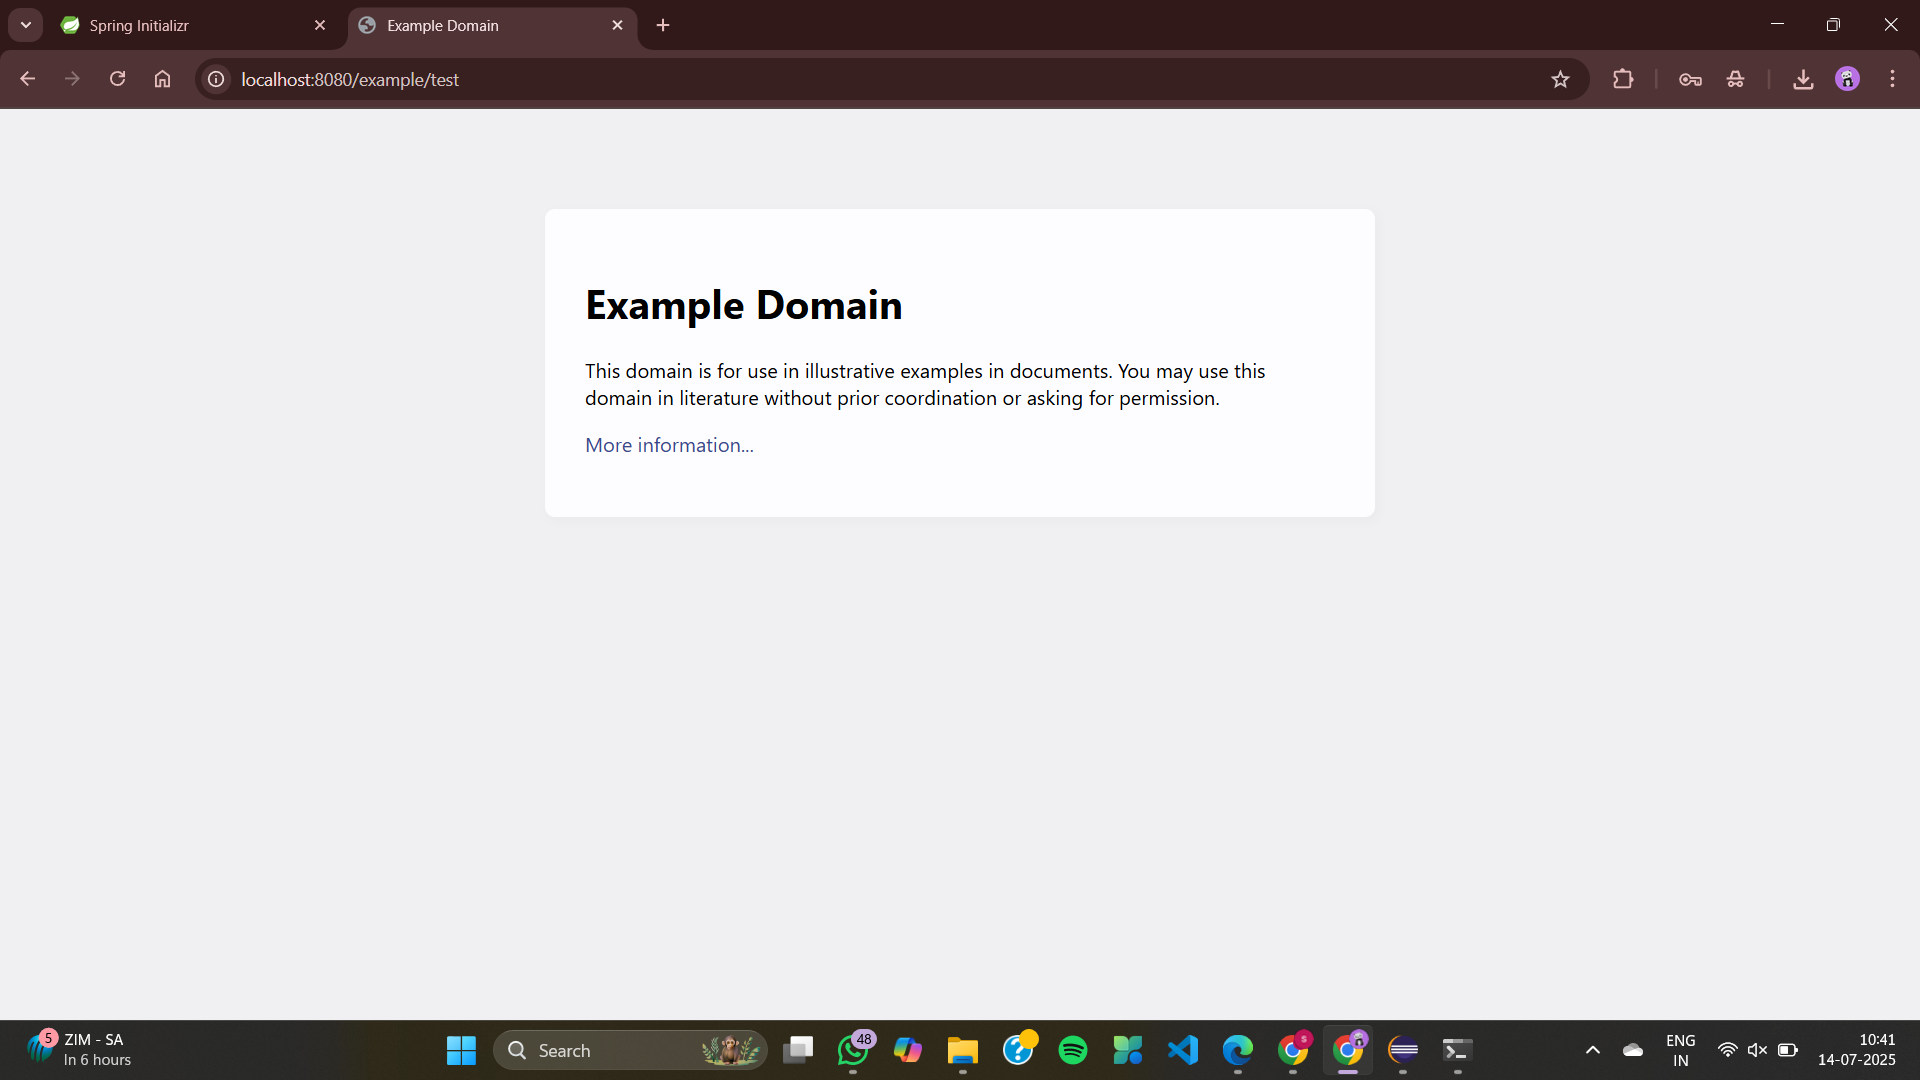 Spring Initializr
Example Domain
localhost:8080/example/test
Example Domain
This domain is for use in illustrative examples in documents. You may use this
domain in literature without prior coordination or asking for permission.
More information...
5
ZIM - SA
In 6 hours
Search
48
s
ENG
IN
10:41
14-07-2025